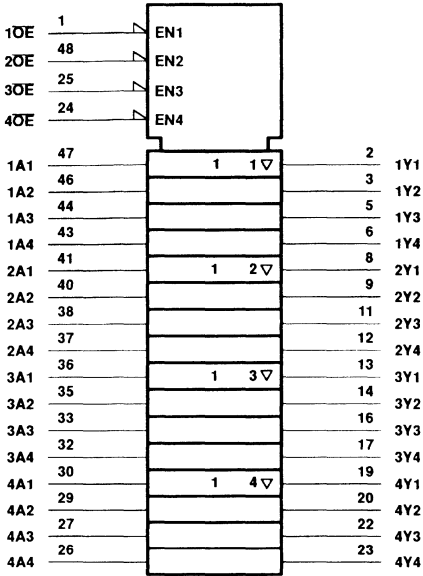 1O̅E̅ 1 EN1
2O̅E̅ 48 EN2
3O̅E̅ 25 EN3
4O̅E̅ 24 EN4
1A1 47 1 1▽ 2 1Y1
1A2 46 3 1Y2
1A3 44 5 1Y3
1A4 43 6 1Y4
2A1 41 1 2▽ 8 2Y1
2A2 40 9 2Y2
2A3 38 11 2Y3
2A4 37 12 2Y4
3A1 36 1 3▽ 13 3Y1
3A2 35 14 3Y2
3A3 33 16 3Y3
3A4 32 17 3Y4
4A1 30 1 4▽ 19 4Y1
4A2 29 20 4Y2
4A3 27 22 4Y3
4A4 26 23 4Y4